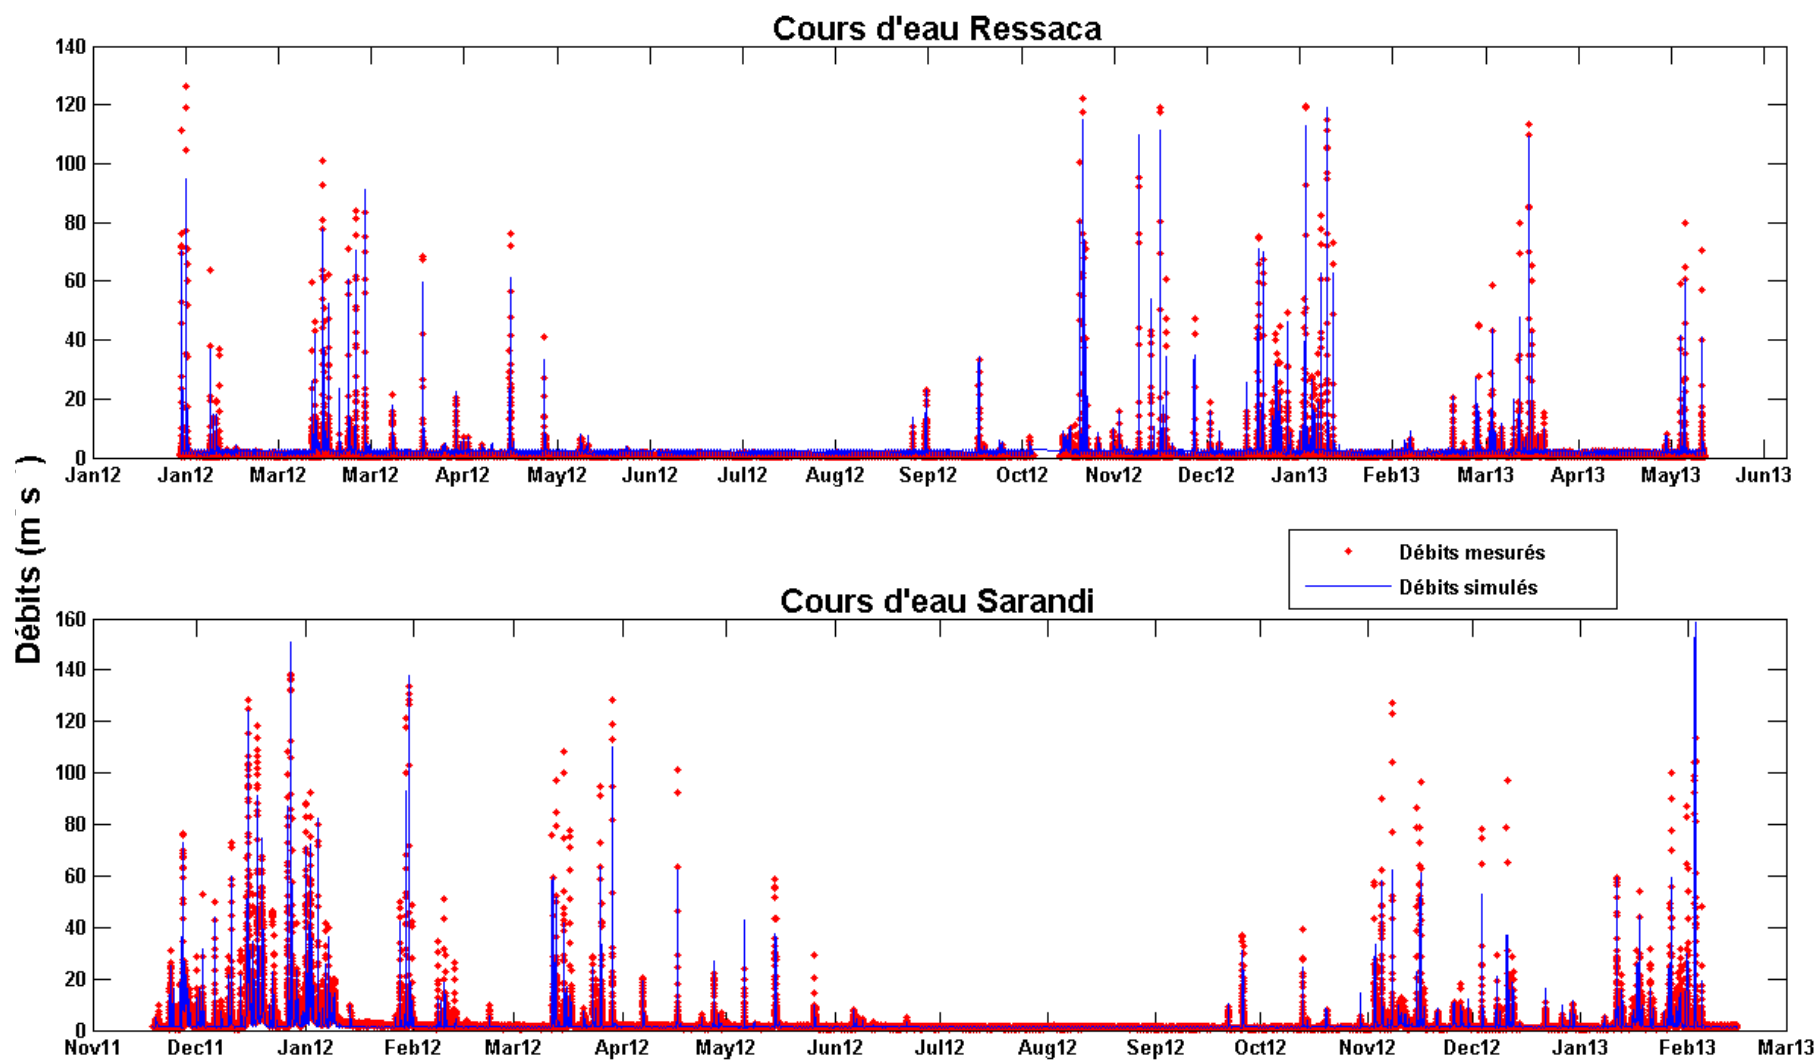 Cours d'eau Ressaca
140
120
100
80
60
40
20
0
Jan12 Jan12 Mar12 Mar12 Apr12 May12 Jun12 Jul12 Aug12 Sep12 Oct12 Nov12 Dec12 Jan13 Feb13 Mar13 Apr13 May13 Jun13
Débits (m s )
Débits mesurés
Débits simulés
Cours d'eau Sarandi
160
140
120
100
80
60
40
20
0
Nov11 Dec11 Jan12 Feb12 Mar12 Apr12 May12 Jun12 Jul12 Aug12 Sep12 Oct12 Nov12 Dec12 Jan13 Feb13 Mar13